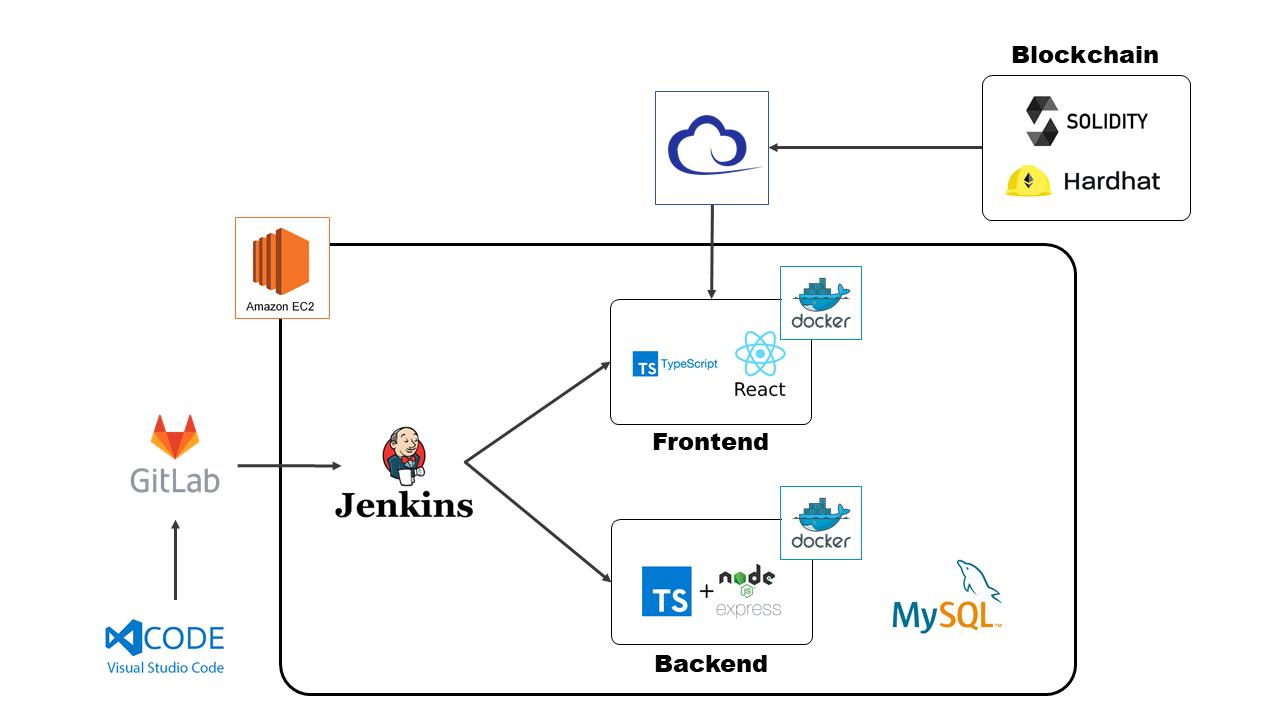 Blockchain
SOLIDITY
Hardhat
Amazon EC2
docker
TS TypeScript
React
Frontend
GitLab
Jenkins
docker
TS + node
JS
express
MySQL™
CODE
Visual Studio Code
Backend